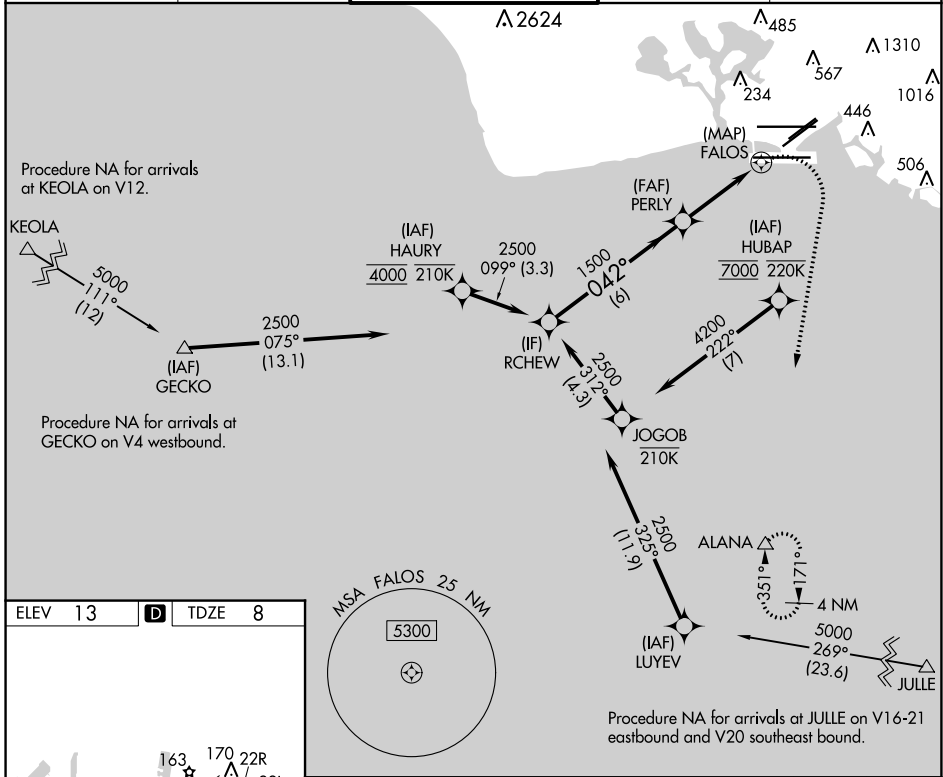 2624
485
1310
567
234
1016
446
506
(MAP)
FALOS
Procedure NA for arrivals
at KEOLA on V12.
KEOLA
5000
111°
(12)
(IAF)
HAURY
4000 210K
2500
099° (3.3)
(FAF)
PERLY
1500
042°
(6)
(IAF)
HUBAP
7000 220K
4200
222°
(7)
2500
075°
(13.1)
(IAF)
GECKO
(IF)
RCHEW
2500
312°
(4.3)
JOGOB
210K
Procedure NA for arrivals at
GECKO on V4 westbound.
2500
325°
(11.9)
ALANA
351°
171°
4 NM
(IAF)
LUYEV
5000
269°
(23.6)
JULLE
Procedure NA for arrivals at JULLE on V16-21
eastbound and V20 southeast bound.
MSA FALOS 25 NM
5300
ELEV 13 D TDZE 8
163
170
22R